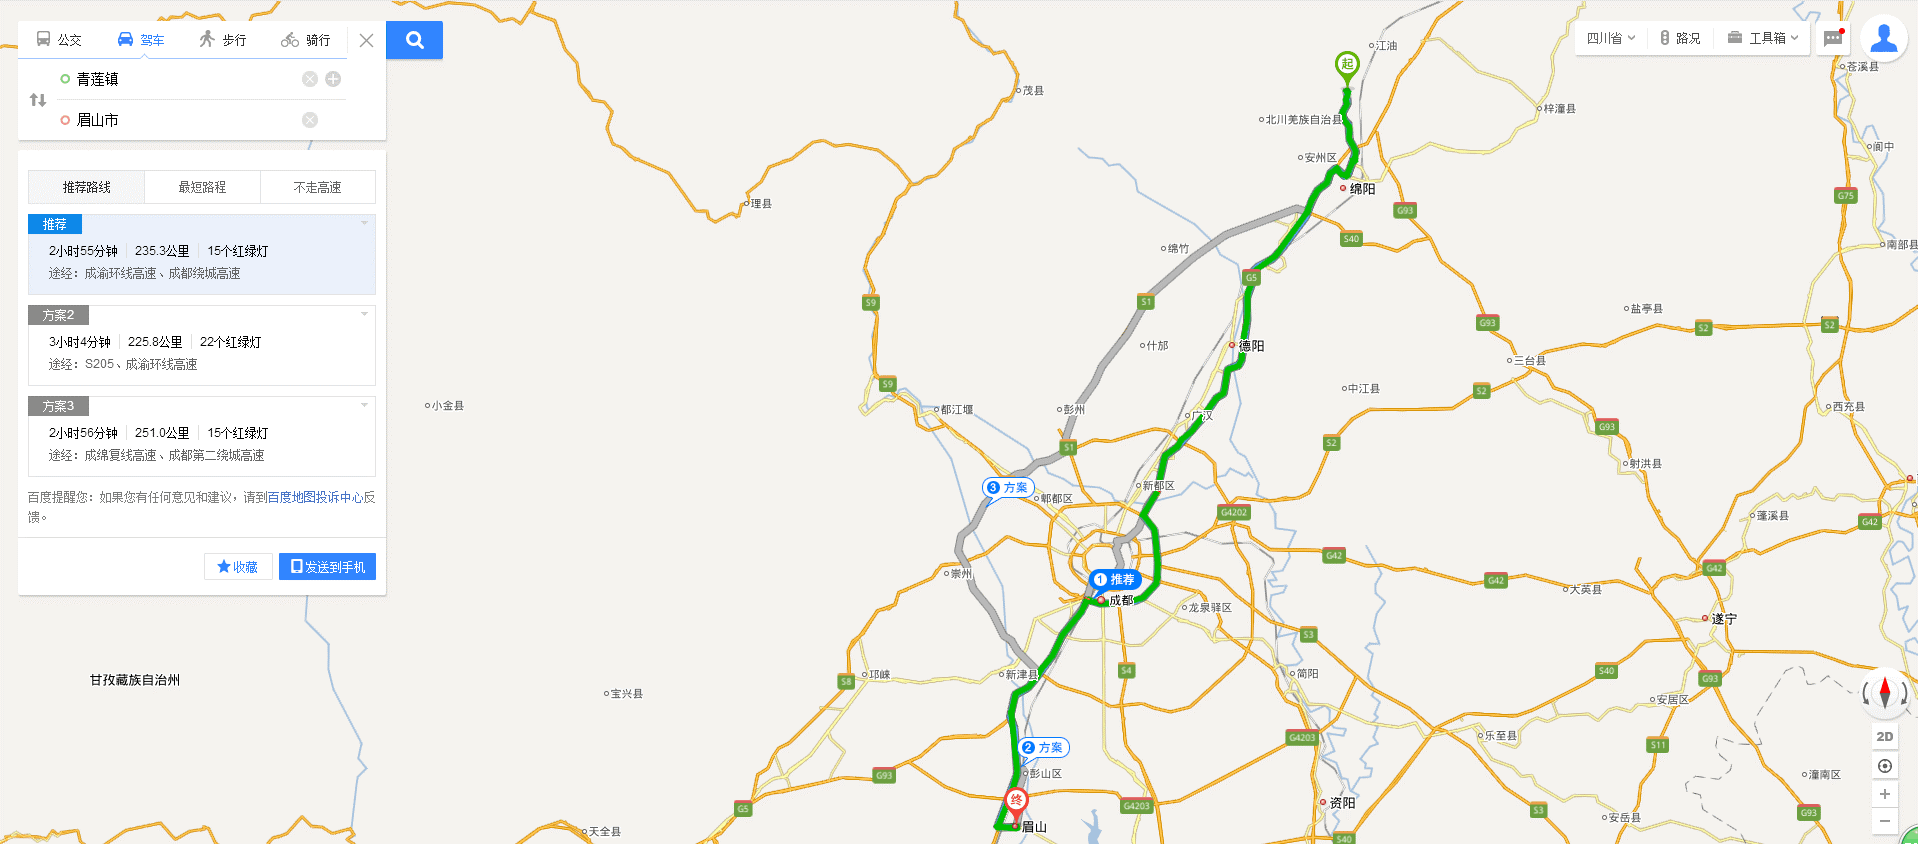 公交
驾车
步行
骑行
青莲镇
眉山市
推荐路线
最短路程
不走高速
推荐
2小时55分钟 235.3公里 15个红绿灯
途经：成渝环线高速、成都绕城高速
方案2
3小时4分钟 225.8公里 22个红绿灯
途经：S205、成渝环线高速
方案3
2小时56分钟 251.0公里 15个红绿灯
途经：成绵复线高速、成都第二绕城高速
百度提醒您：如果您有任何意见和建议，请到百度地图投诉中心反
馈。
收藏
发送到手机
四川省
路况
工具箱
起
江油
苍溪县
茂县
梓潼县
北川羌族自治县
阆中
安州区
绵阳
G75
理县
G93
S40
绵竹
南部县
G5
S9
S1
盐亭县
G93
S2
S2
什邡
德阳
三台县
S9
中江县
S2
小金县
都江堰
彭州
广汉
西充县
G93
S2
S1
射洪县
新都区
3 方案
郫都区
G4202
蓬溪县
G42
G42
G42
崇州
1 推荐
G42
大英县
成都
龙泉驿区
遂宁
S3
S4
S40
新津县
简阳
G93
甘孜藏族自治州
邛崃
S8
宝兴县
安居区
G4203
乐至县
S11
2D
2 方案
彭山区
G93
潼南区
终
G5
G4203
资阳
S3
G93
安岳县
眉山
天全县
S40